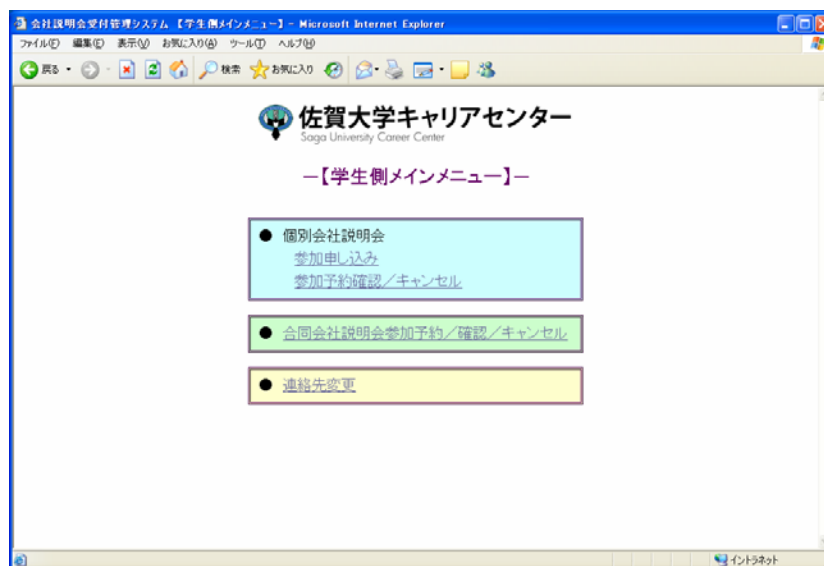 会社説明会受付管理システム 【学生側メインメニュー】 - Microsoft Internet Explorer
ファイル(F) 編集(E) 表示(V) お気に入り(A) ツール(T) ヘルプ(H)
戻る 検索 お気に入り
佐賀大学キャリアセンター
Saga University Career Center
－【学生側メインメニュー】－
● 個別会社説明会
参加申し込み
参加予約確認／キャンセル
● 合同会社説明会参加予約／確認／キャンセル
● 連絡先変更
イントラネット